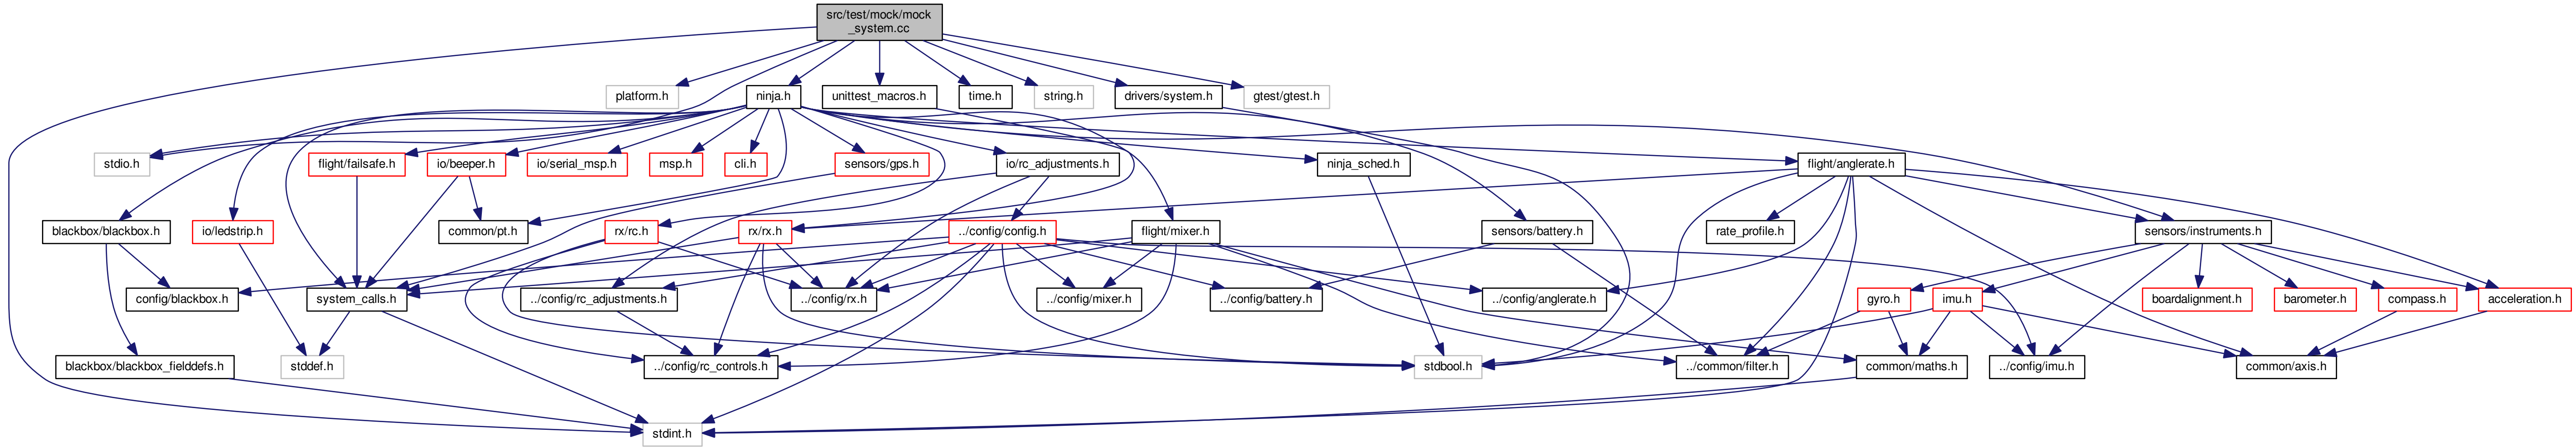 src/test/mock/mock
_system.cc
platform.h
ninja.h
unittest_macros.h
time.h
string.h
drivers/system.h
gtest/gtest.h
stdio.h
flight/failsafe.h
io/beeper.h
io/serial_msp.h
msp.h
cli.h
sensors/gps.h
io/rc_adjustments.h
ninja_sched.h
flight/anglerate.h
blackbox/blackbox.h
io/ledstrip.h
common/pt.h
rx/rc.h
rx/rx.h
../config/config.h
flight/mixer.h
sensors/battery.h
rate_profile.h
sensors/instruments.h
config/blackbox.h
system_calls.h
../config/rc_adjustments.h
../config/rx.h
../config/mixer.h
../config/battery.h
../config/anglerate.h
gyro.h
imu.h
boardalignment.h
barometer.h
compass.h
acceleration.h
blackbox/blackbox_fielddefs.h
stddef.h
../config/rc_controls.h
stdbool.h
../common/filter.h
common/maths.h
../config/imu.h
common/axis.h
stdint.h